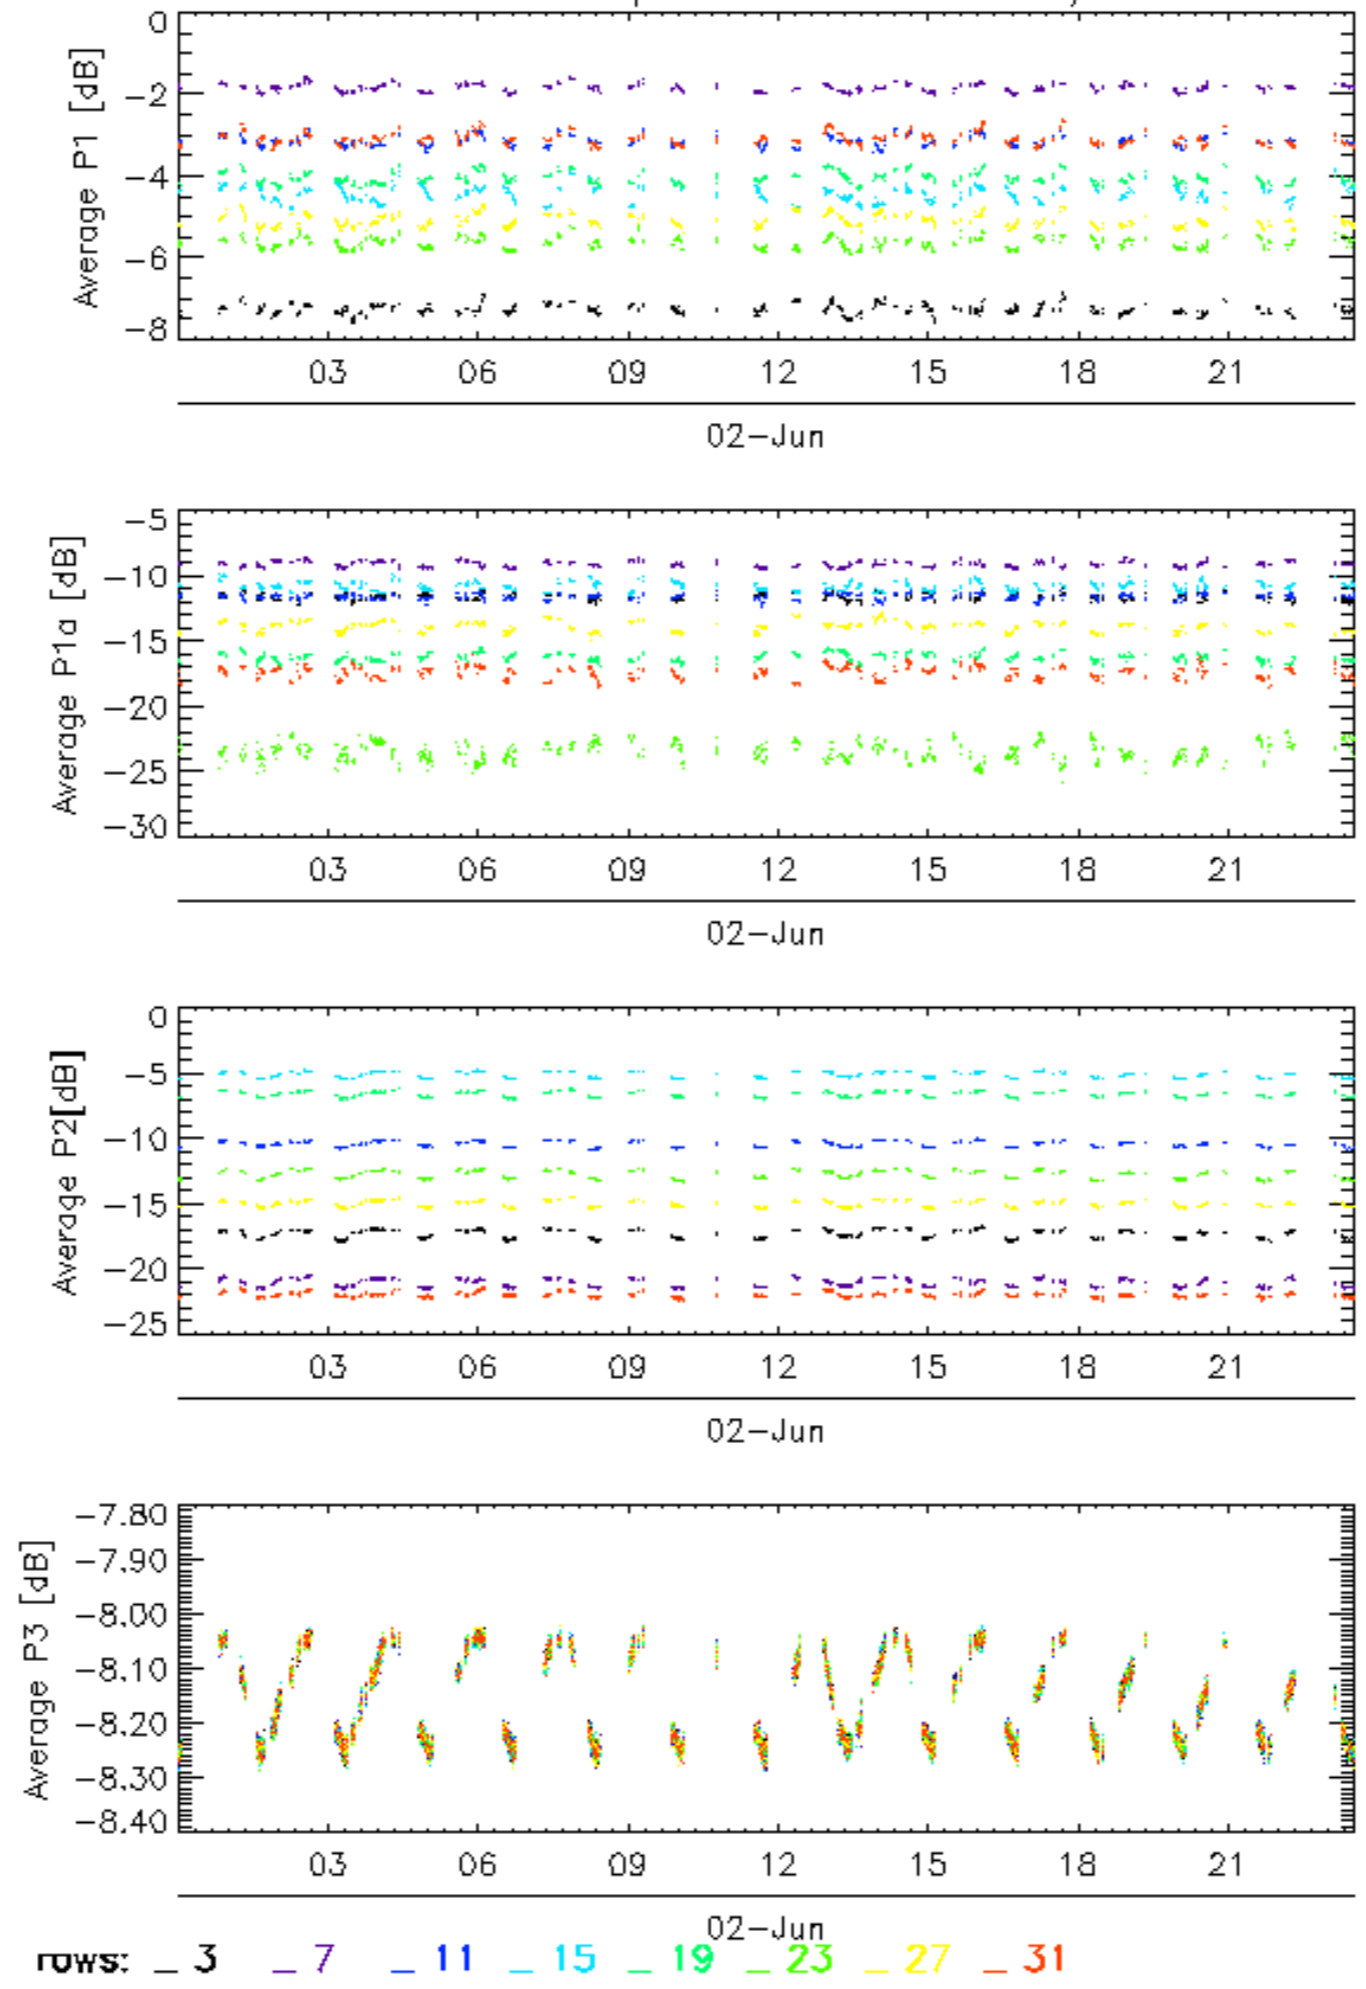 0
−2
−4
−6
−8
Average P1 [dB]
03 06 09 12 15 18 21
02−Jun
−5
−10
−15
−20
−25
−30
Average P1a [dB]
03 06 09 12 15 18 21
02−Jun
0
−5
−10
−15
−20
−25
Average P2[dB]
03 06 09 12 15 18 21
02−Jun
−7.80
−7.90
−8.00
−8.10
−8.20
−8.30
−8.40
Average P3 [dB]
03 06 09 12 15 18 21
02−Jun
rows: _ 3 _ 7 _ 11 _ 15 _ 19 _ 23 _ 27 _ 31